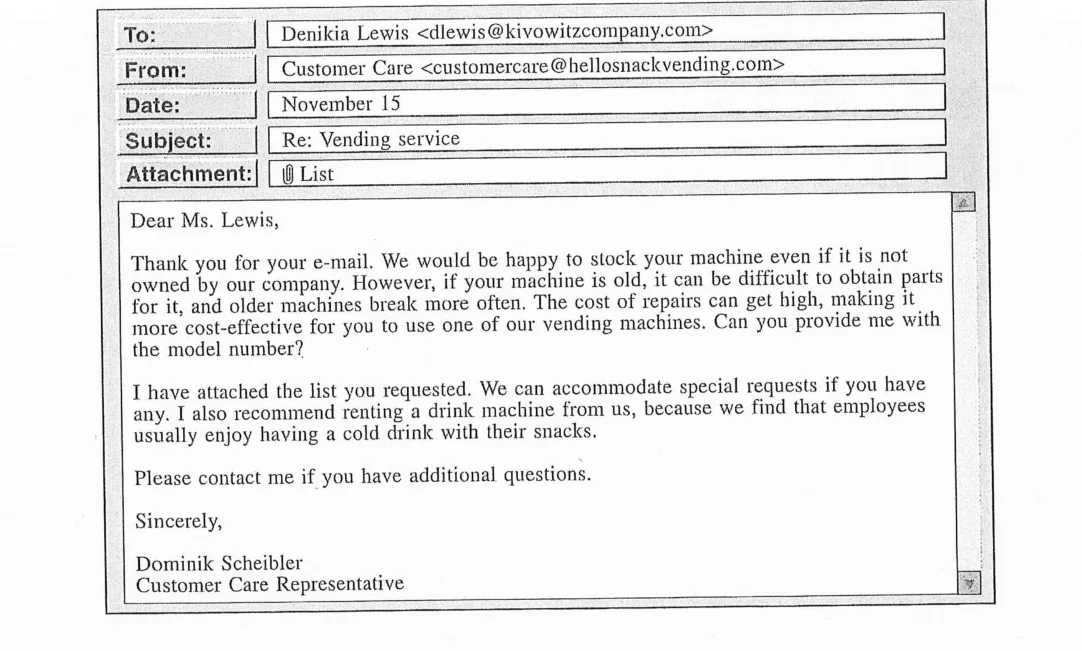 To: Denikia Lewis <dlewis@kivowitzcompany.com>
From: Customer Care <customercare@hellosnackvending.com>
Date: November 15
Subject: Re: Vending service
Attachment: List
Dear Ms. Lewis,
Thank you for your e-mail. We would be happy to stock your machine even if it is not
owned by our company. However, if your machine is old, it can be difficult to obtain parts
for it, and older machines break more often. The cost of repairs can get high, making it
more cost-effective for you to use one of our vending machines. Can you provide me with
the model number?
I have attached the list you requested. We can accommodate special requests if you have
any. I also recommend renting a drink machine from us, because we find that employees
usually enjoy having a cold drink with their snacks.
Please contact me if you have additional questions.
Sincerely,
Dominik Scheibler
Customer Care Representative